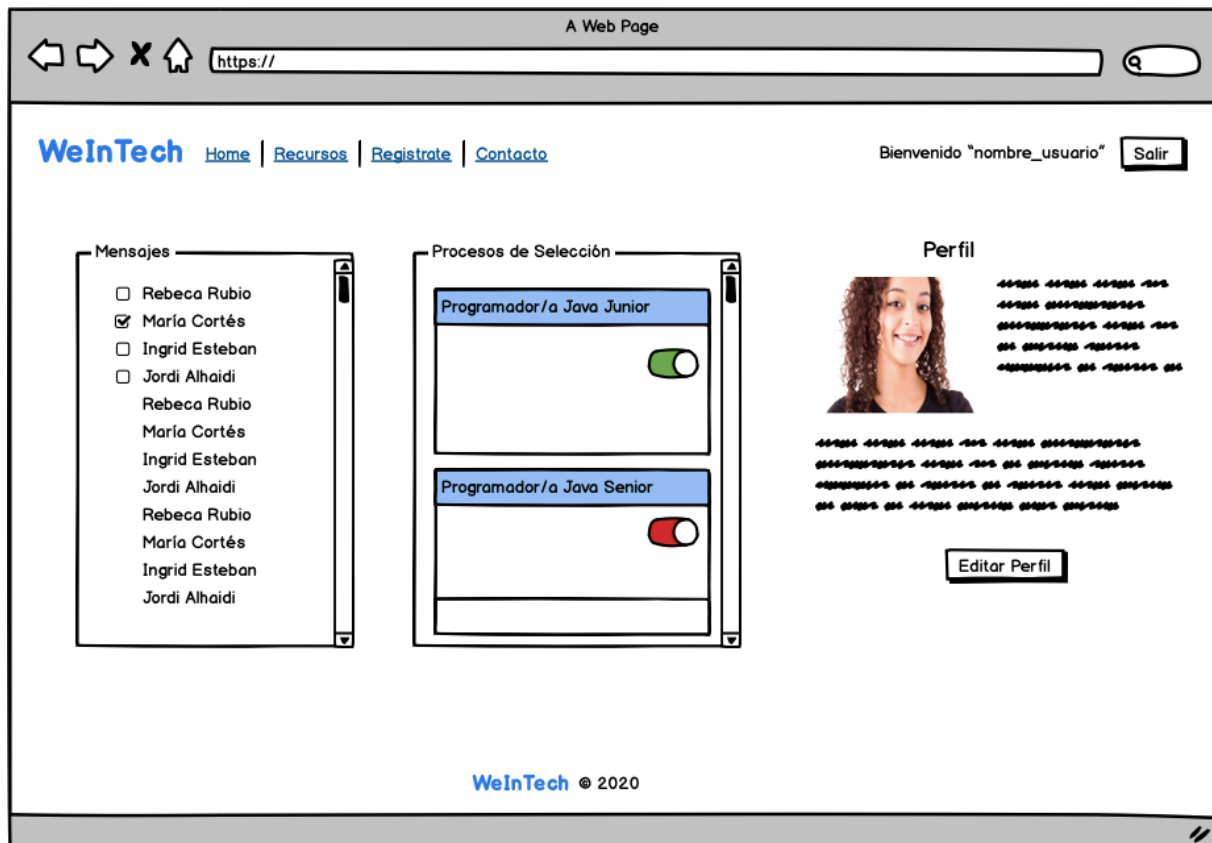 A Web Page
https://
WeInTech Home Recursos Registrate Contacto Bienvenido “nombre_usuario” Salir
Mensajes
Rebeca Rubio
María Cortés
Ingrid Esteban
Jordi Alhaidi
Rebeca Rubio
María Cortés
Ingrid Esteban
Jordi Alhaidi
Rebeca Rubio
María Cortés
Ingrid Esteban
Jordi Alhaidi
Procesos de Selección
Programador/a Java Junior
Programador/a Java Senior
Perfil
Editar Perfil
WeInTech © 2020